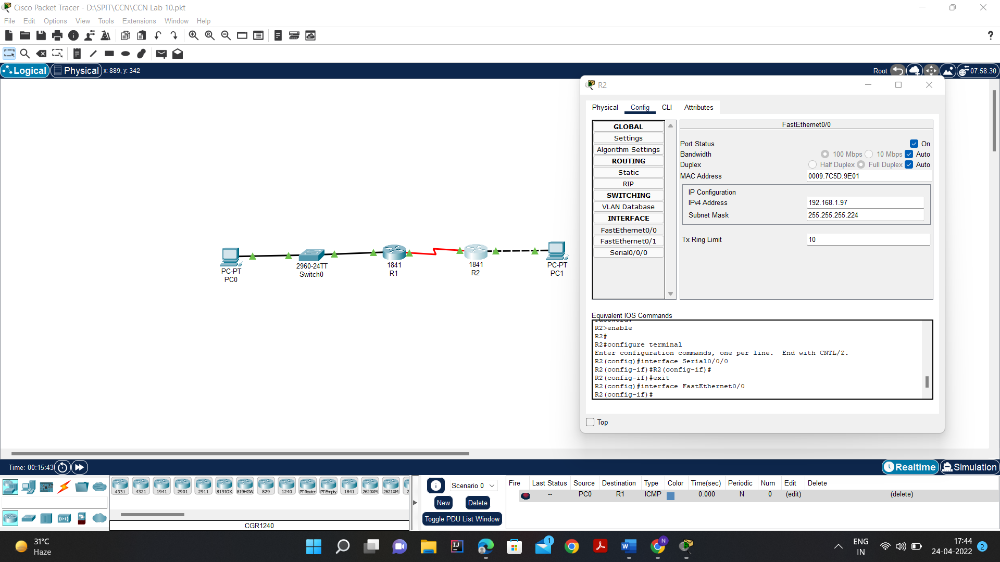 Cisco Packet Tracer - D:\SPIT\CCN\CCN Lab 10.pkt
File Edit Options View Tools Extensions Window Help
?
Logical Physical x: 889, y: 342
Root 07:58:30
R2
Physical Config CLI Attributes
GLOBAL
Settings
Algorithm Settings
ROUTING
Static
RIP
SWITCHING
VLAN Database
INTERFACE
FastEthernet0/0
FastEthernet0/1
Serial0/0/0
FastEthernet0/0
Port Status On
Bandwidth 100 Mbps 10 Mbps Auto
Duplex Half Duplex Full Duplex Auto
MAC Address 0009.7C5D.9E01
IP Configuration
IPv4 Address 192.168.1.97
Subnet Mask 255.255.255.224
Tx Ring Limit 10
Equivalent IOS Commands
R2>enable
R2#
R2#configure terminal
Enter configuration commands, one per line. End with CNTL/Z.
R2(config)#interface Serial0/0/0
R2(config-if)#R2(config-if)#
R2(config-if)#exit
R2(config)#interface FastEthernet0/0
R2(config-if)#
Top
PC-PT
PC0
2960-24TT
Switch0
1841
R1
1841
R2
PC-PT
PC1
Time: 00:15:43
Realtime Simulation
4331 4321 1941 2901 2911 819IOX 819HGW 829 1240 PT-Router PT-Empty 1841 2620XM 2621XM 2
CGR1240
Scenario 0
New Delete
Toggle PDU List Window
Fire Last Status Source Destination Type Color Time(sec) Periodic Num Edit Delete
-- PC0 R1 ICMP 0.000 N 0 (edit) (delete)
31°C
Haze
1
N
ENG
IN
17:44
24-04-2022
2